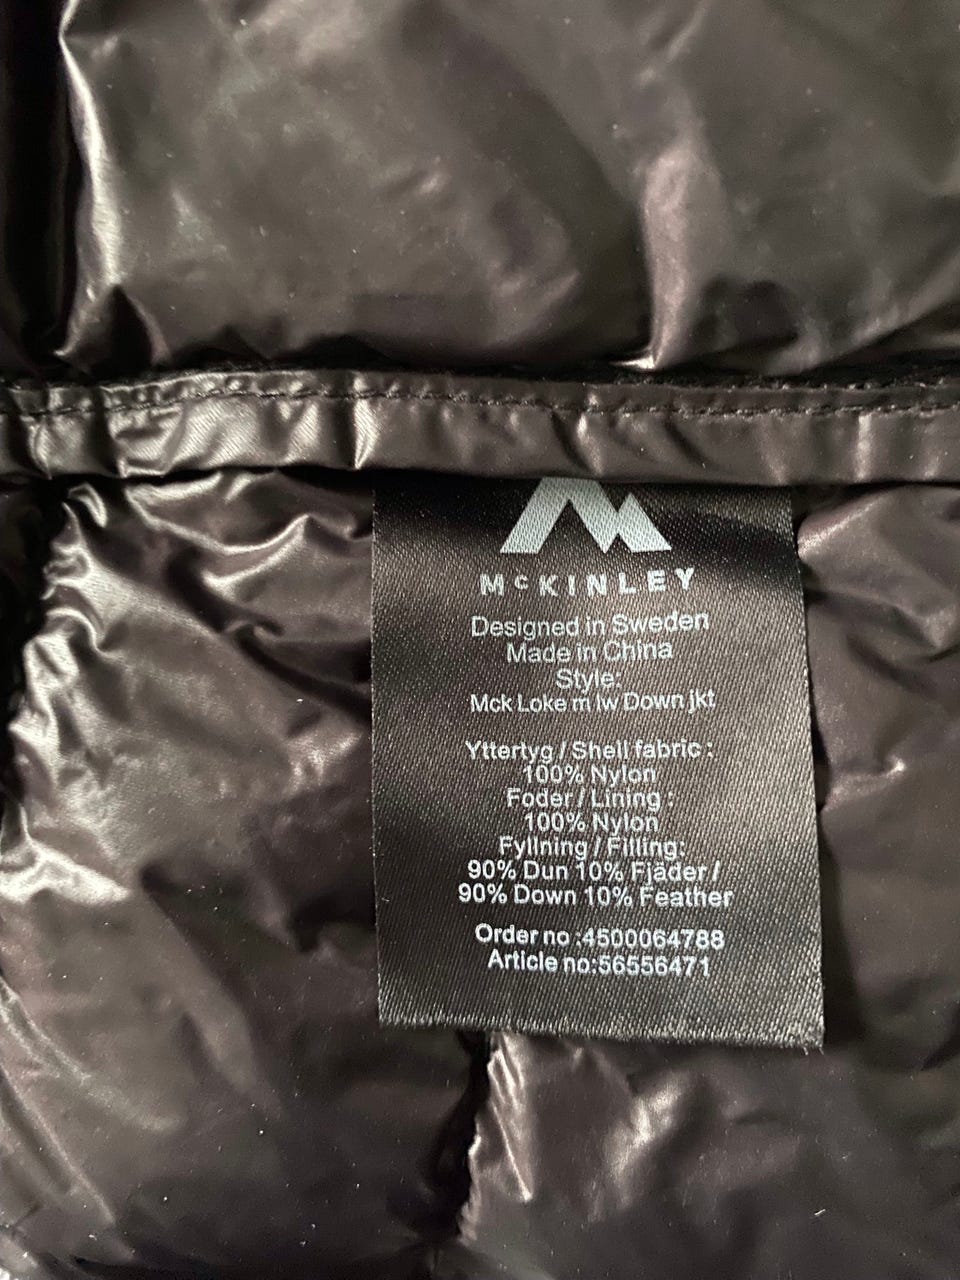 McKINLEY
Designed in Sweden
Made in China
Style:
Mck Loke m lw Down jkt
Yttertyg / Shell fabric :
100% Nylon
Foder / Lining :
100% Nylon
Fyllning / Filling:
90% Dun 10% Fjäder /
90% Down 10% Feather
Order no :4500064788
Article no:56556471